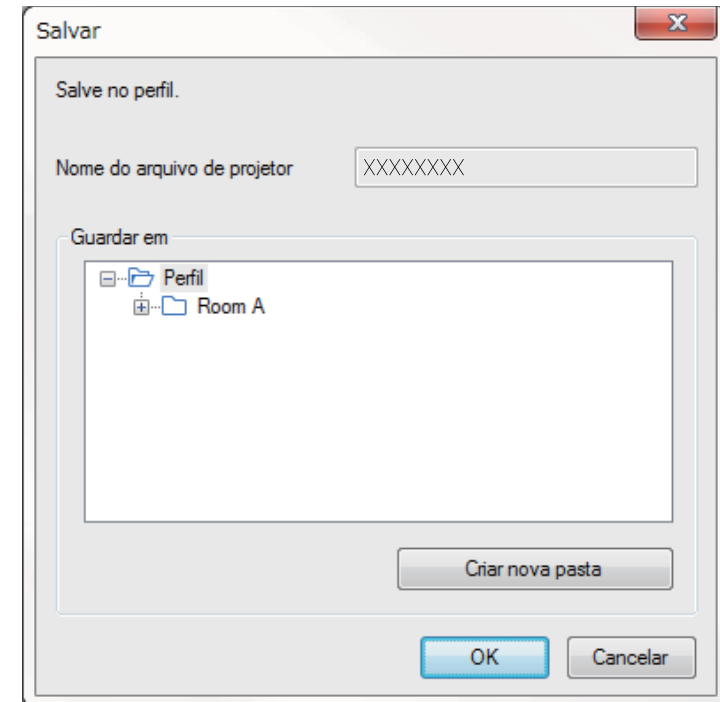 Salvar
Salve no perfil.
Nome do arquivo de projetor XXXXXXXX
Guardar em
Perfil
Room A
Criar nova pasta
OK Cancelar